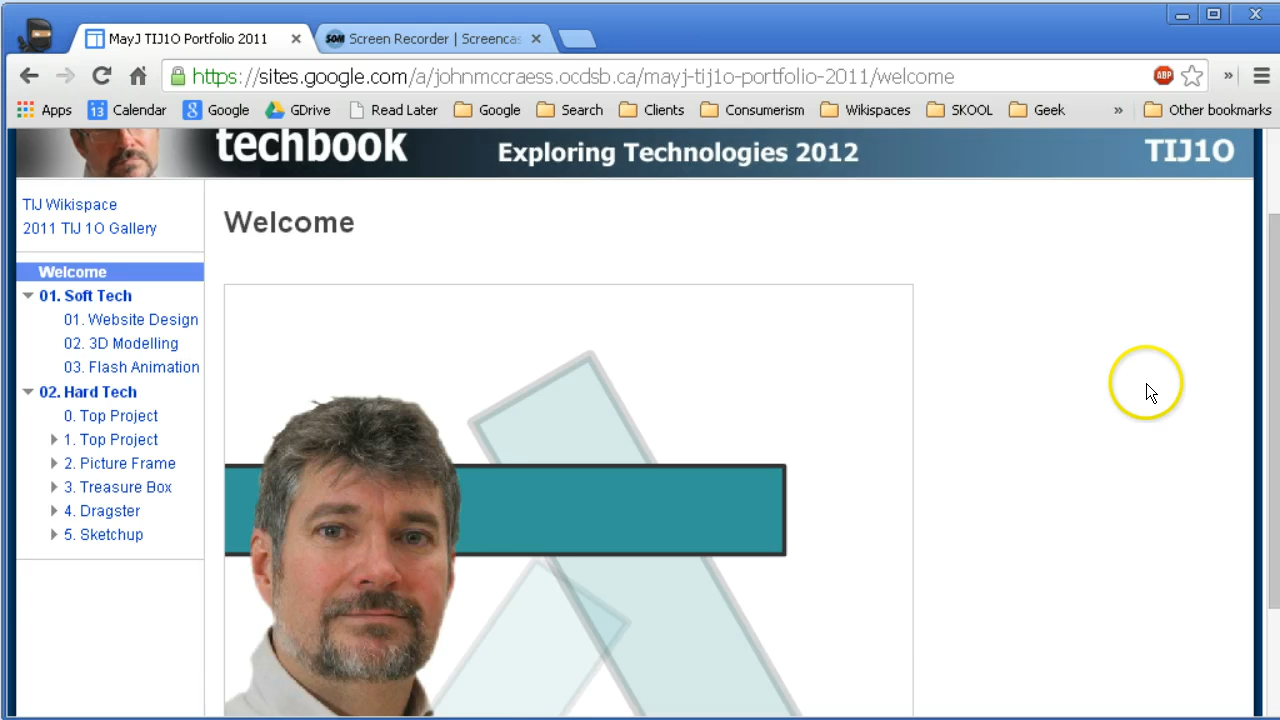 MayJ TIJ1O Portfolio 2011
SOM Screen Recorder | Screencas
https://sites.google.com/a/johnmccraess.ocdsb.ca/mayj-tij1o-portfolio-2011/welcome
ABP
Apps 13 Calendar g Google GDrive Read Later Google Search Clients Consumerism Wikispaces SKOOL Geek » Other bookmarks
techbook Exploring Technologies 2012 TIJ1O
TIJ Wikispace
2011 TIJ 1O Gallery
Welcome
01. Soft Tech
01. Website Design
02. 3D Modelling
03. Flash Animation
02. Hard Tech
0. Top Project
1. Top Project
2. Picture Frame
3. Treasure Box
4. Dragster
5. Sketchup
Welcome